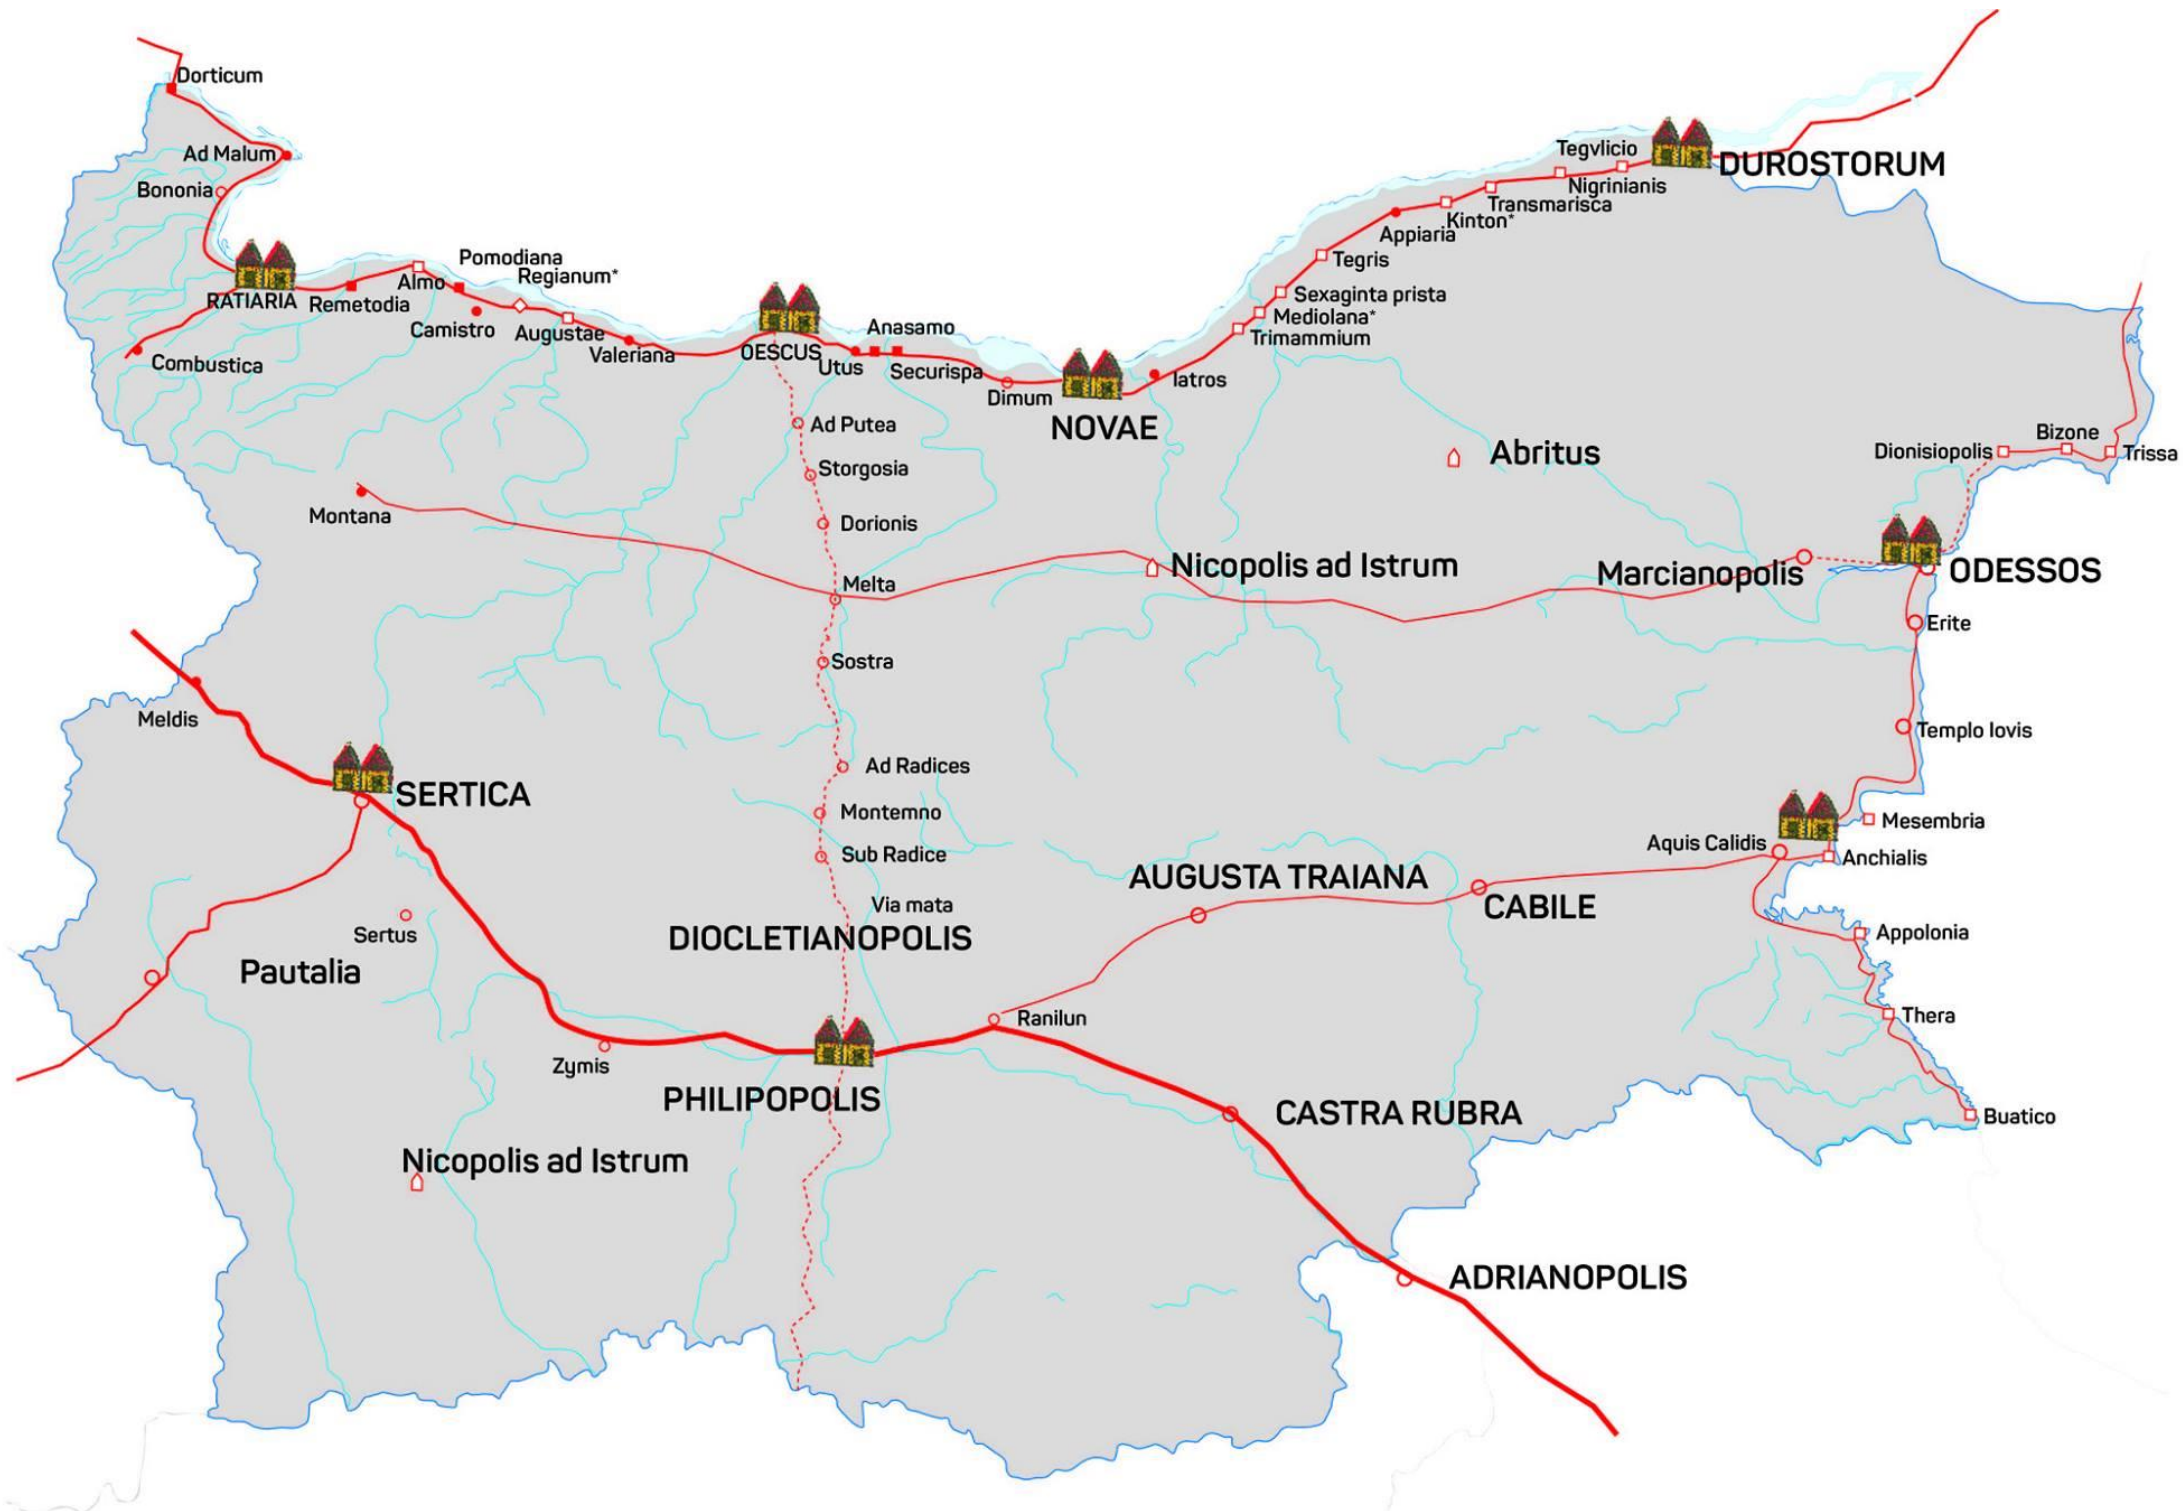 Dorticum
Ad Malum
Bononia
RATIARIA
Combustica
Remetodia
Almo
Pomodiana
Regianum*
Camistro
Augustae
Valeriana
OESCUS
Utus
Anasamo
Securispa
Dimum
NOVAE
Iatros
Trimammium
Mediolana*
Sexaginta prista
Tegris
Appiaria
Kinton*
Transmarisca
Nigrinianis
Tegvlicio
DUROSTORUM
Ad Putea
Storgosia
Dorionis
Montana
Melta
Abritus
Nicopolis ad Istrum
Marcianopolis
Dionisiopolis
Bizone
Trissa
ODESSOS
Erite
Sostra
Templo Iovis
Meldis
SERTICA
Ad Radices
Montemno
Sub Radice
Via mata
DIOCLETIANOPOLIS
AUGUSTA TRAIANA
CABILE
Aquis Calidis
Mesembria
Anchialis
Appolonia
Thera
Buatico
Sertus
Pautalia
Zymis
PHILIPOPOLIS
Ranilun
CASTRA RUBRA
Nicopolis ad Istrum
ADRIANOPOLIS